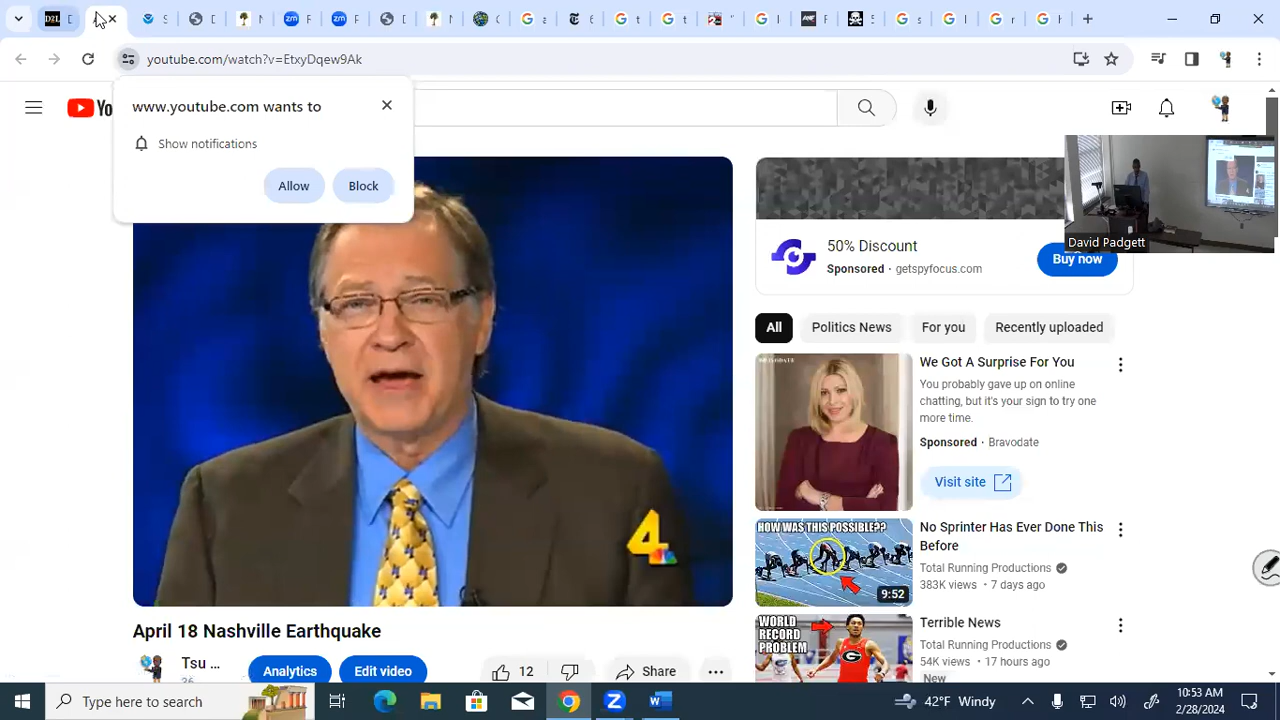 D2L
youtube.com/watch?v=EtxyDqew9Ak
www.youtube.com wants to
Show notifications
Allow
Block
50% Discount
Sponsored · getspyfocus.com
Buy now
David Padgett
All
Politics News
For you
Recently uploaded
We Got A Surprise For You
You probably gave up on online
chatting, but it's your sign to try one
more time.
Sponsored · Bravodate
Visit site
HOW WAS THIS POSSIBLE??
9:52
No Sprinter Has Ever Done This
Before
Total Running Productions
383K views · 7 days ago
WORLD
RECORD
PROBLEM
Terrible News
Total Running Productions
54K views · 17 hours ago
New
4
April 18 Nashville Earthquake
Tsu ...
Analytics
Edit video
12
Share
Type here to search
42°F Windy
10:53 AM
2/28/2024